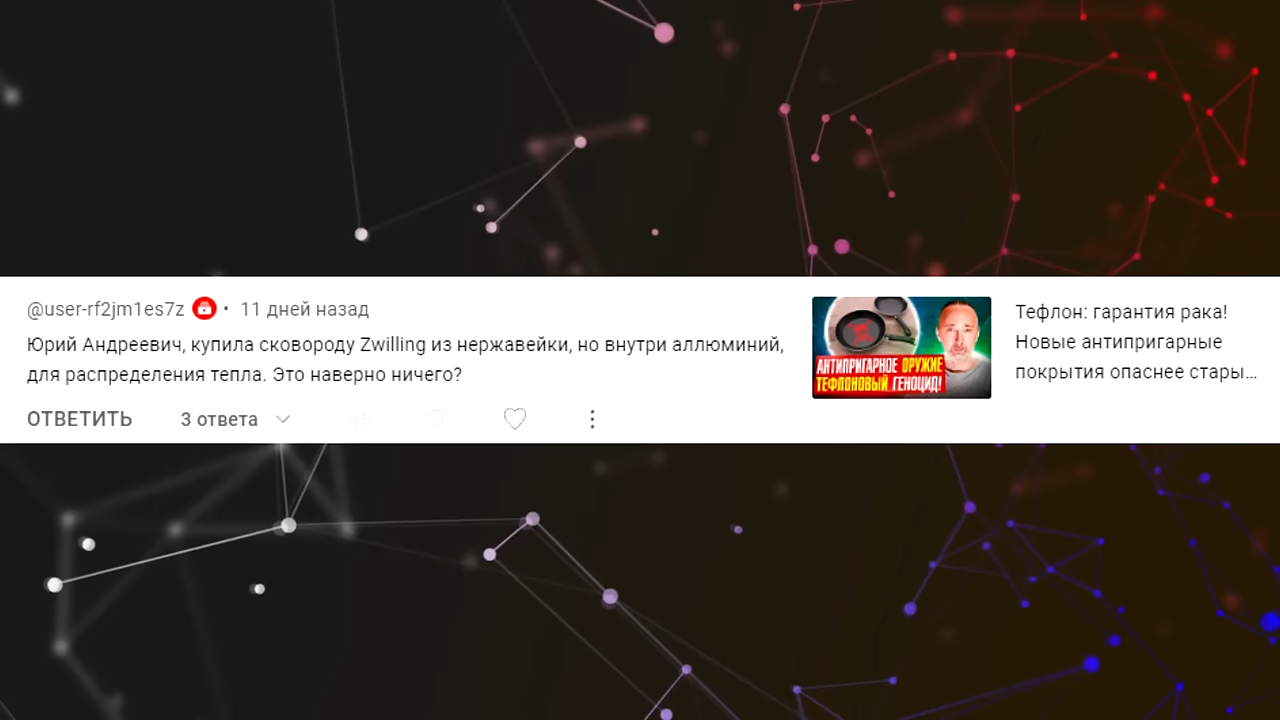 @user-rf2jm1es7z • 11 дней назад
Юрий Андреевич, купила сковороду Zwilling из нержавейки, но внутри аллюминий,
для распределения тепла. Это наверно ничего?
ОТВЕТИТЬ 3 ответа
АНТИПРИГАРНОЕ ОРУЖИЕ
ТЕФЛОНОВЫЙ ГЕНОЦИД!
Тефлон: гарантия рака!
Новые антипригарные
покрытия опаснее стары...